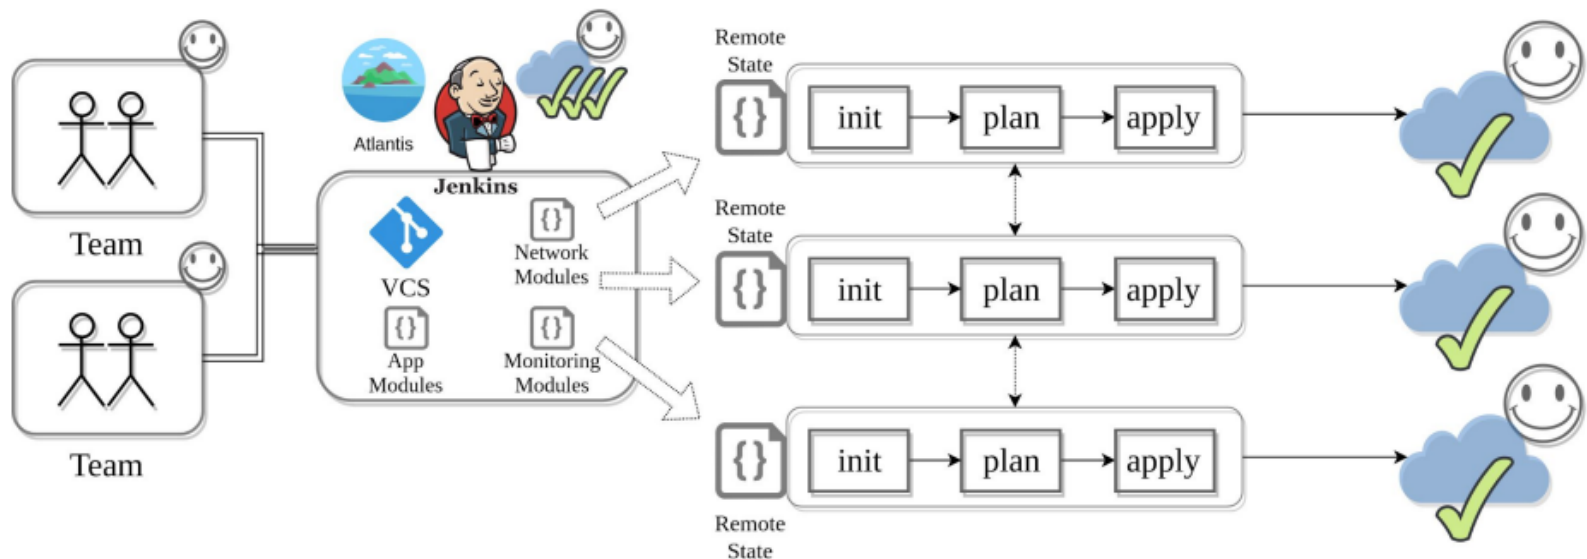 Team
Team
Atlantis
Jenkins
VCS
Network
Modules
App
Modules
Monitoring
Modules
Remote
State
{}
init
plan
apply
Remote
State
{}
init
plan
apply
{}
init
plan
apply
Remote
State